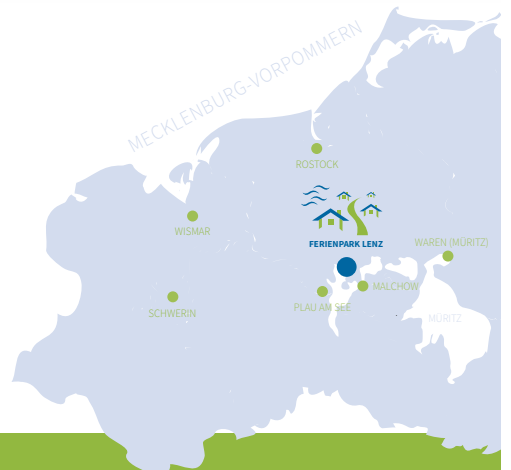 MECKLENBURG-VORPOMMERN
ROSTOCK
WISMAR
FERIENPARK LENZ
WAREN (MÜRITZ)
MALCHOW
PLAU AM SEE
SCHWERIN
MÜRITZ